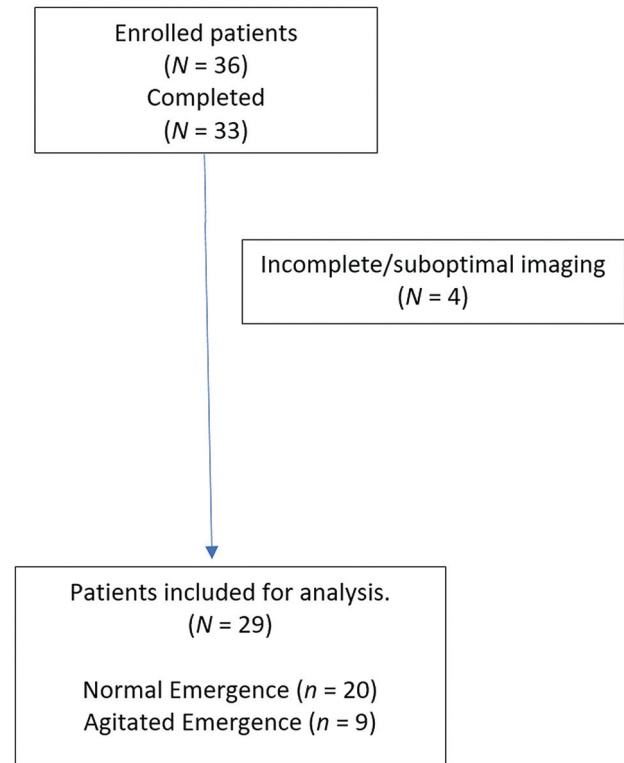 Enrolled patients
(N = 36)
Completed
(N = 33)
Incomplete/suboptimal imaging
(N = 4)
Patients included for analysis.
(N = 29)
Normal Emergence (n = 20)
Agitated Emergence (n = 9)